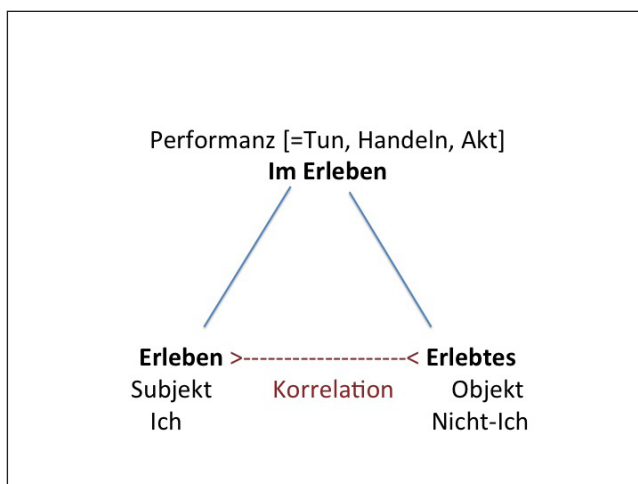 Performanz [=Tun, Handeln, Akt]
Im Erleben
Erleben >--------------------< Erlebtes
Subjekt Korrelation Objekt
Ich Nicht-Ich